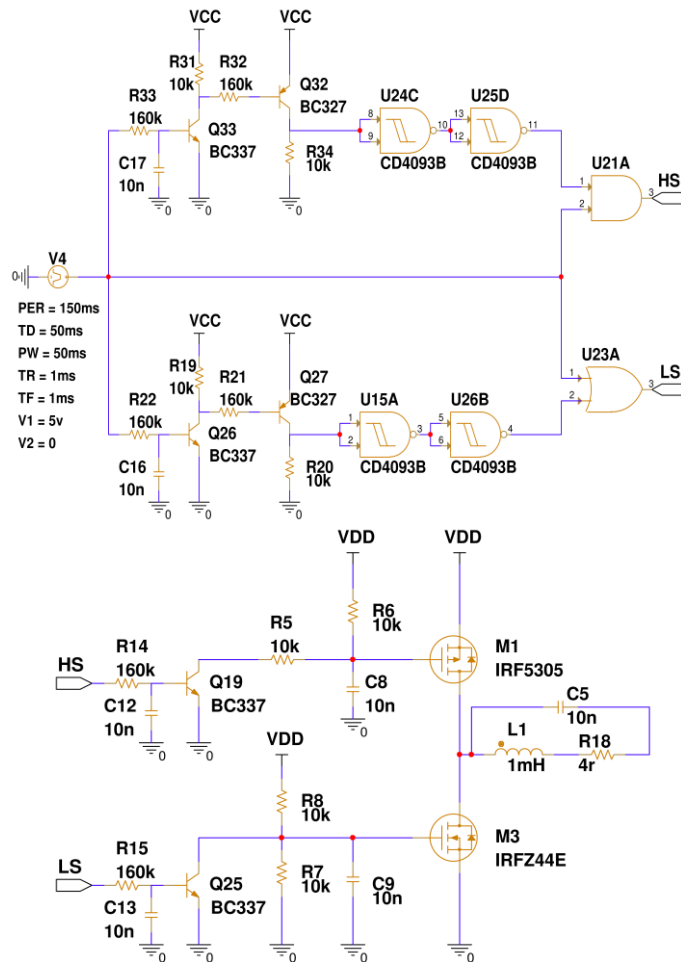 VCC
VCC
R31
10k
R32
160k
Q32
BC327
R33
160k
Q33
BC337
C17
10n
R34
10k
0
0
0
U24C
8
9
10
CD4093B
U25D
13
12
11
CD4093B
U21A
1
2
3
HS
V4
0
PER = 150ms
TD = 50ms
PW = 50ms
TR = 1ms
TF = 1ms
V1 = 5v
V2 = 0
VCC
VCC
R19
10k
R21
160k
Q27
BC327
R22
160k
Q26
BC337
C16
10n
R20
10k
0
0
0
U15A
1
2
3
CD4093B
U26B
5
6
4
CD4093B
U23A
1
2
3
LS
VDD
VDD
R6
10k
R5
10k
M1
IRF5305
HS
R14
160k
Q19
BC337
C12
10n
C8
10n
0
0
0
C5
10n
L1
1mH
R18
4r
VDD
R8
10k
LS
R15
160k
Q25
BC337
C13
10n
R7
10k
C9
10n
M3
IRFZ44E
0
0
0
0
0